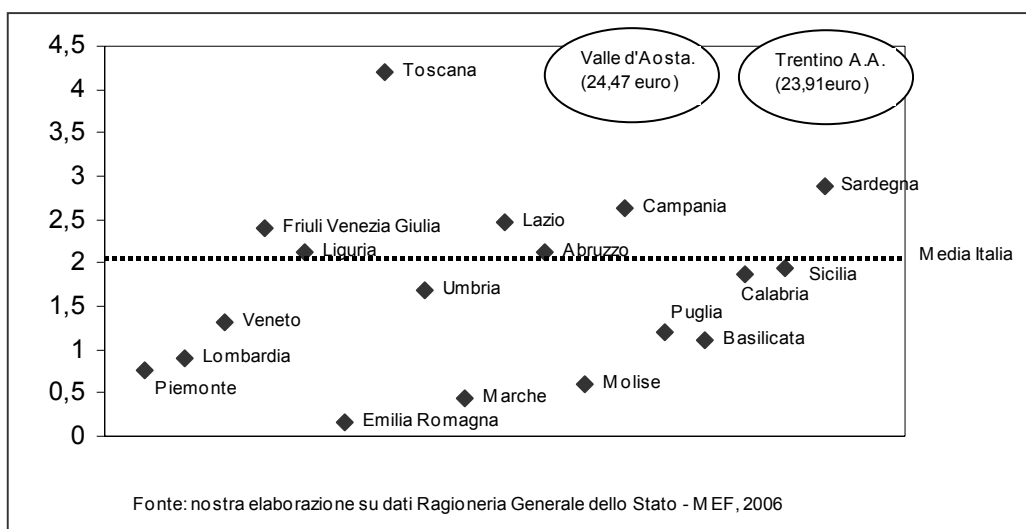 4,5
4
3,5
3
2,5
2
1,5
1
0,5
0
Toscana
Valle d'Aosta.
(24,47 euro)
Trentino A.A.
(23,91euro)
Sardegna
Campania
Lazio
Friuli Venezia Giulia
Liguria
Abruzzo
Media Italia
Sicilia
Calabria
Umbria
Puglia
Veneto
Basilicata
Lombardia
Piemonte
Molise
Marche
Emilia Romagna
Fonte: nostra elaborazione su dati Ragioneria Generale dello Stato - MEF, 2006